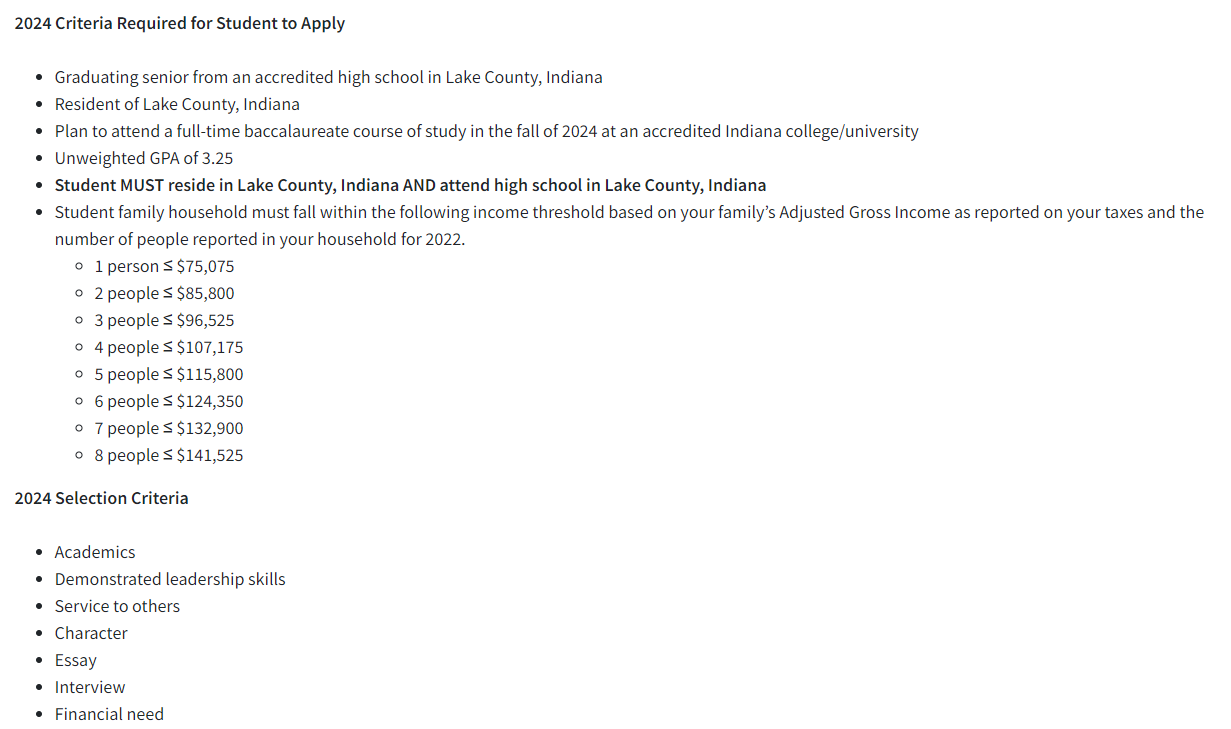 2024 Criteria Required for Student to Apply
• Graduating senior from an accredited high school in Lake County, Indiana
• Resident of Lake County, Indiana
• Plan to attend a full-time baccalaureate course of study in the fall of 2024 at an accredited Indiana college/university
• Unweighted GPA of 3.25
• Student MUST reside in Lake County, Indiana AND attend high school in Lake County, Indiana
• Student family household must fall within the following income threshold based on your family’s Adjusted Gross Income as reported on your taxes and the
number of people reported in your household for 2022.
◦ 1 person ≤ $75,075
◦ 2 people ≤ $85,800
◦ 3 people ≤ $96,525
◦ 4 people ≤ $107,175
◦ 5 people ≤ $115,800
◦ 6 people ≤ $124,350
◦ 7 people ≤ $132,900
◦ 8 people ≤ $141,525
2024 Selection Criteria
• Academics
• Demonstrated leadership skills
• Service to others
• Character
• Essay
• Interview
• Financial need